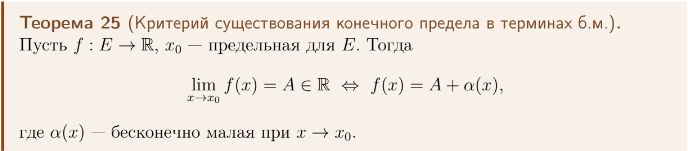 Теорема 25 (Критерий существования конечного предела в терминах б.м.).
Пусть f : E → ℝ, x₀ — предельная для E. Тогда
lim_{x→x₀} f(x) = A ∈ ℝ ⇔ f(x) = A + α(x),
где α(x) — бесконечно малая при x → x₀.